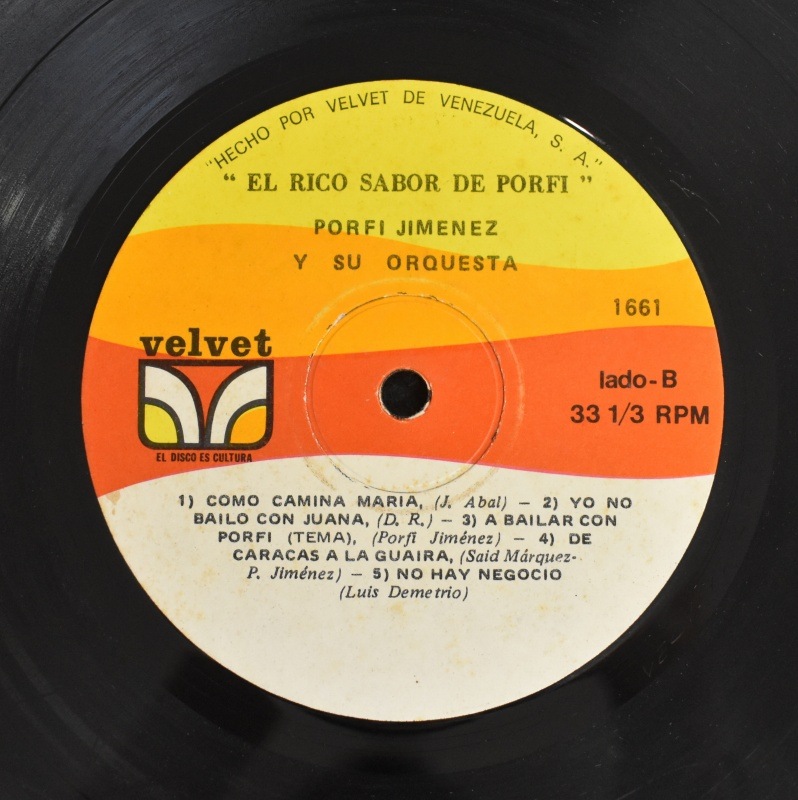 "HECHO POR VELVET DE VENEZUELA, S. A."
" EL RICO SABOR DE PORFI "
PORFI JIMENEZ
Y SU ORQUESTA
1661
velvet
EL DISCO ES CULTURA
lado-B
33 1/3 RPM
1) COMO CAMINA MARIA, (J. Abal) – 2) YO NO
BAILO CON JUANA, (D. R.) – 3) A BAILAR CON
PORFI (TEMA), (Porfi Jiménez) – 4) DE
CARACAS A LA GUAIRA, (Said Márquez-
P. Jiménez) – 5) NO HAY NEGOCIO
(Luis Demetrio)